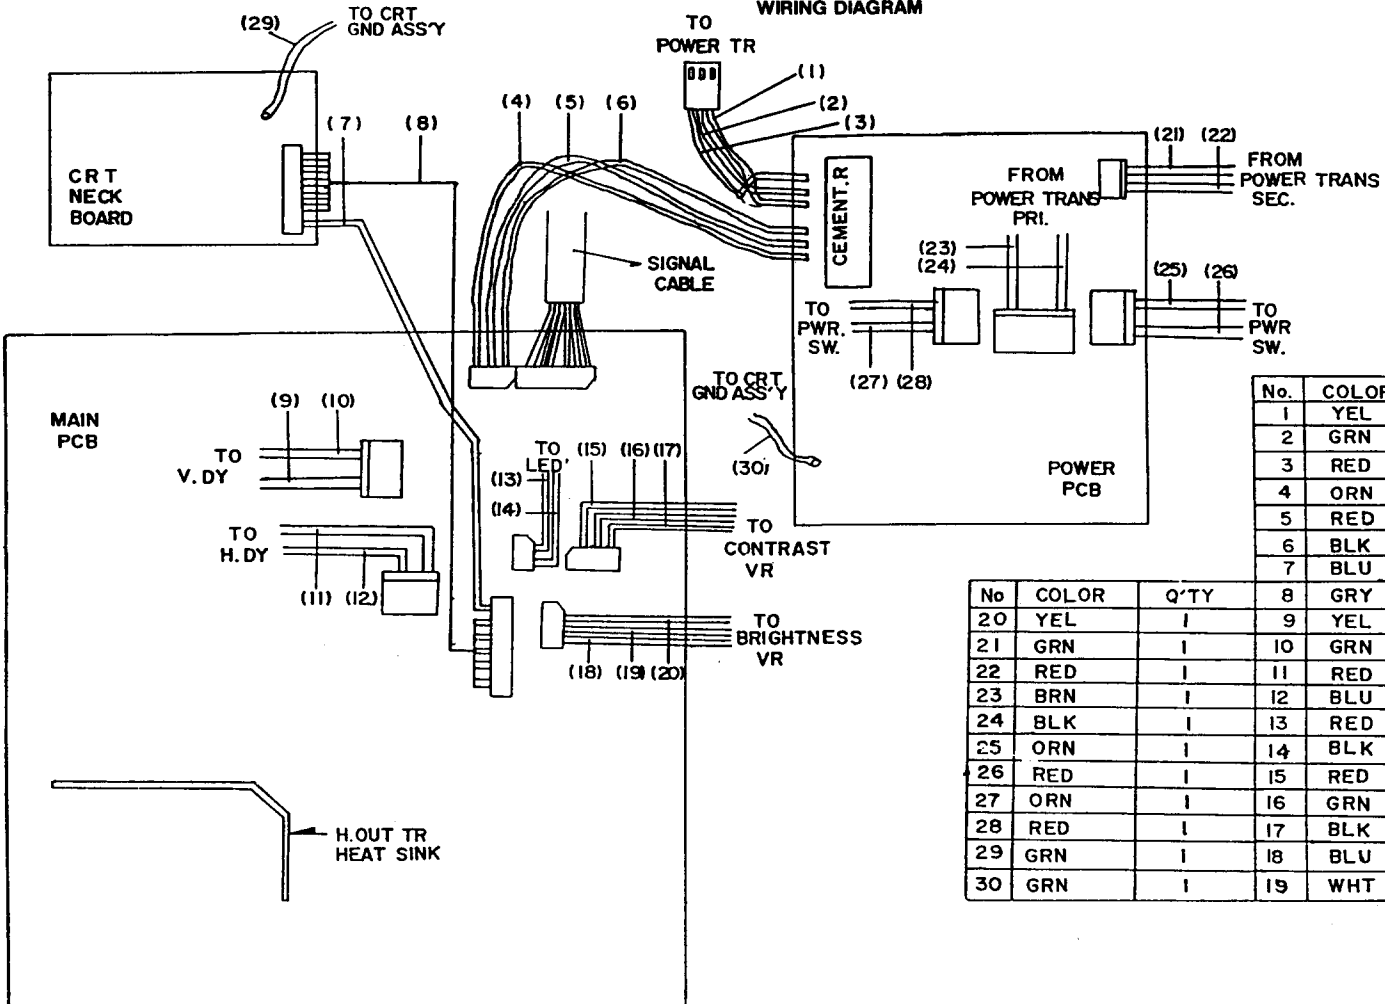 WIRING DIAGRAM
(29)
TO CRT
GND ASS'Y
TO
POWER TR
(1)
(2)
(3)
(4) (5) (6)
(7) (8)
CRT
NECK
BOARD
SIGNAL
CABLE
CEMENT.R
FROM
POWER TRANS
PRI.
(21) (22)
FROM
POWER TRANS
SEC.
(23)
(24)
(25) (26)
TO
PWR.
SW.
(27) (28)
TO
PWR
SW.
TO CRT
GND ASS'Y
(30)
POWER
PCB
MAIN
PCB
(9) (10)
TO
V.DY
TO
H.DY
(11) (12)
TO
LED'
(13)
(14)
(15) (16) (17)
TO
CONTRAST
VR
TO
BRIGHTNESS
VR
(18) (19) (20)
H.OUT TR
HEAT SINK
No. COLOR
1 YEL
2 GRN
3 RED
4 ORN
5 RED
6 BLK
7 BLU
No COLOR Q'TY 8 GRY
20 YEL 1 9 YEL
21 GRN 1 10 GRN
22 RED 1 11 RED
23 BRN 1 12 BLU
24 BLK 1 13 RED
25 ORN 1 14 BLK
26 RED 1 15 RED
27 ORN 1 16 GRN
28 RED 1 17 BLK
29 GRN 1 18 BLU
30 GRN 1 19 WHT